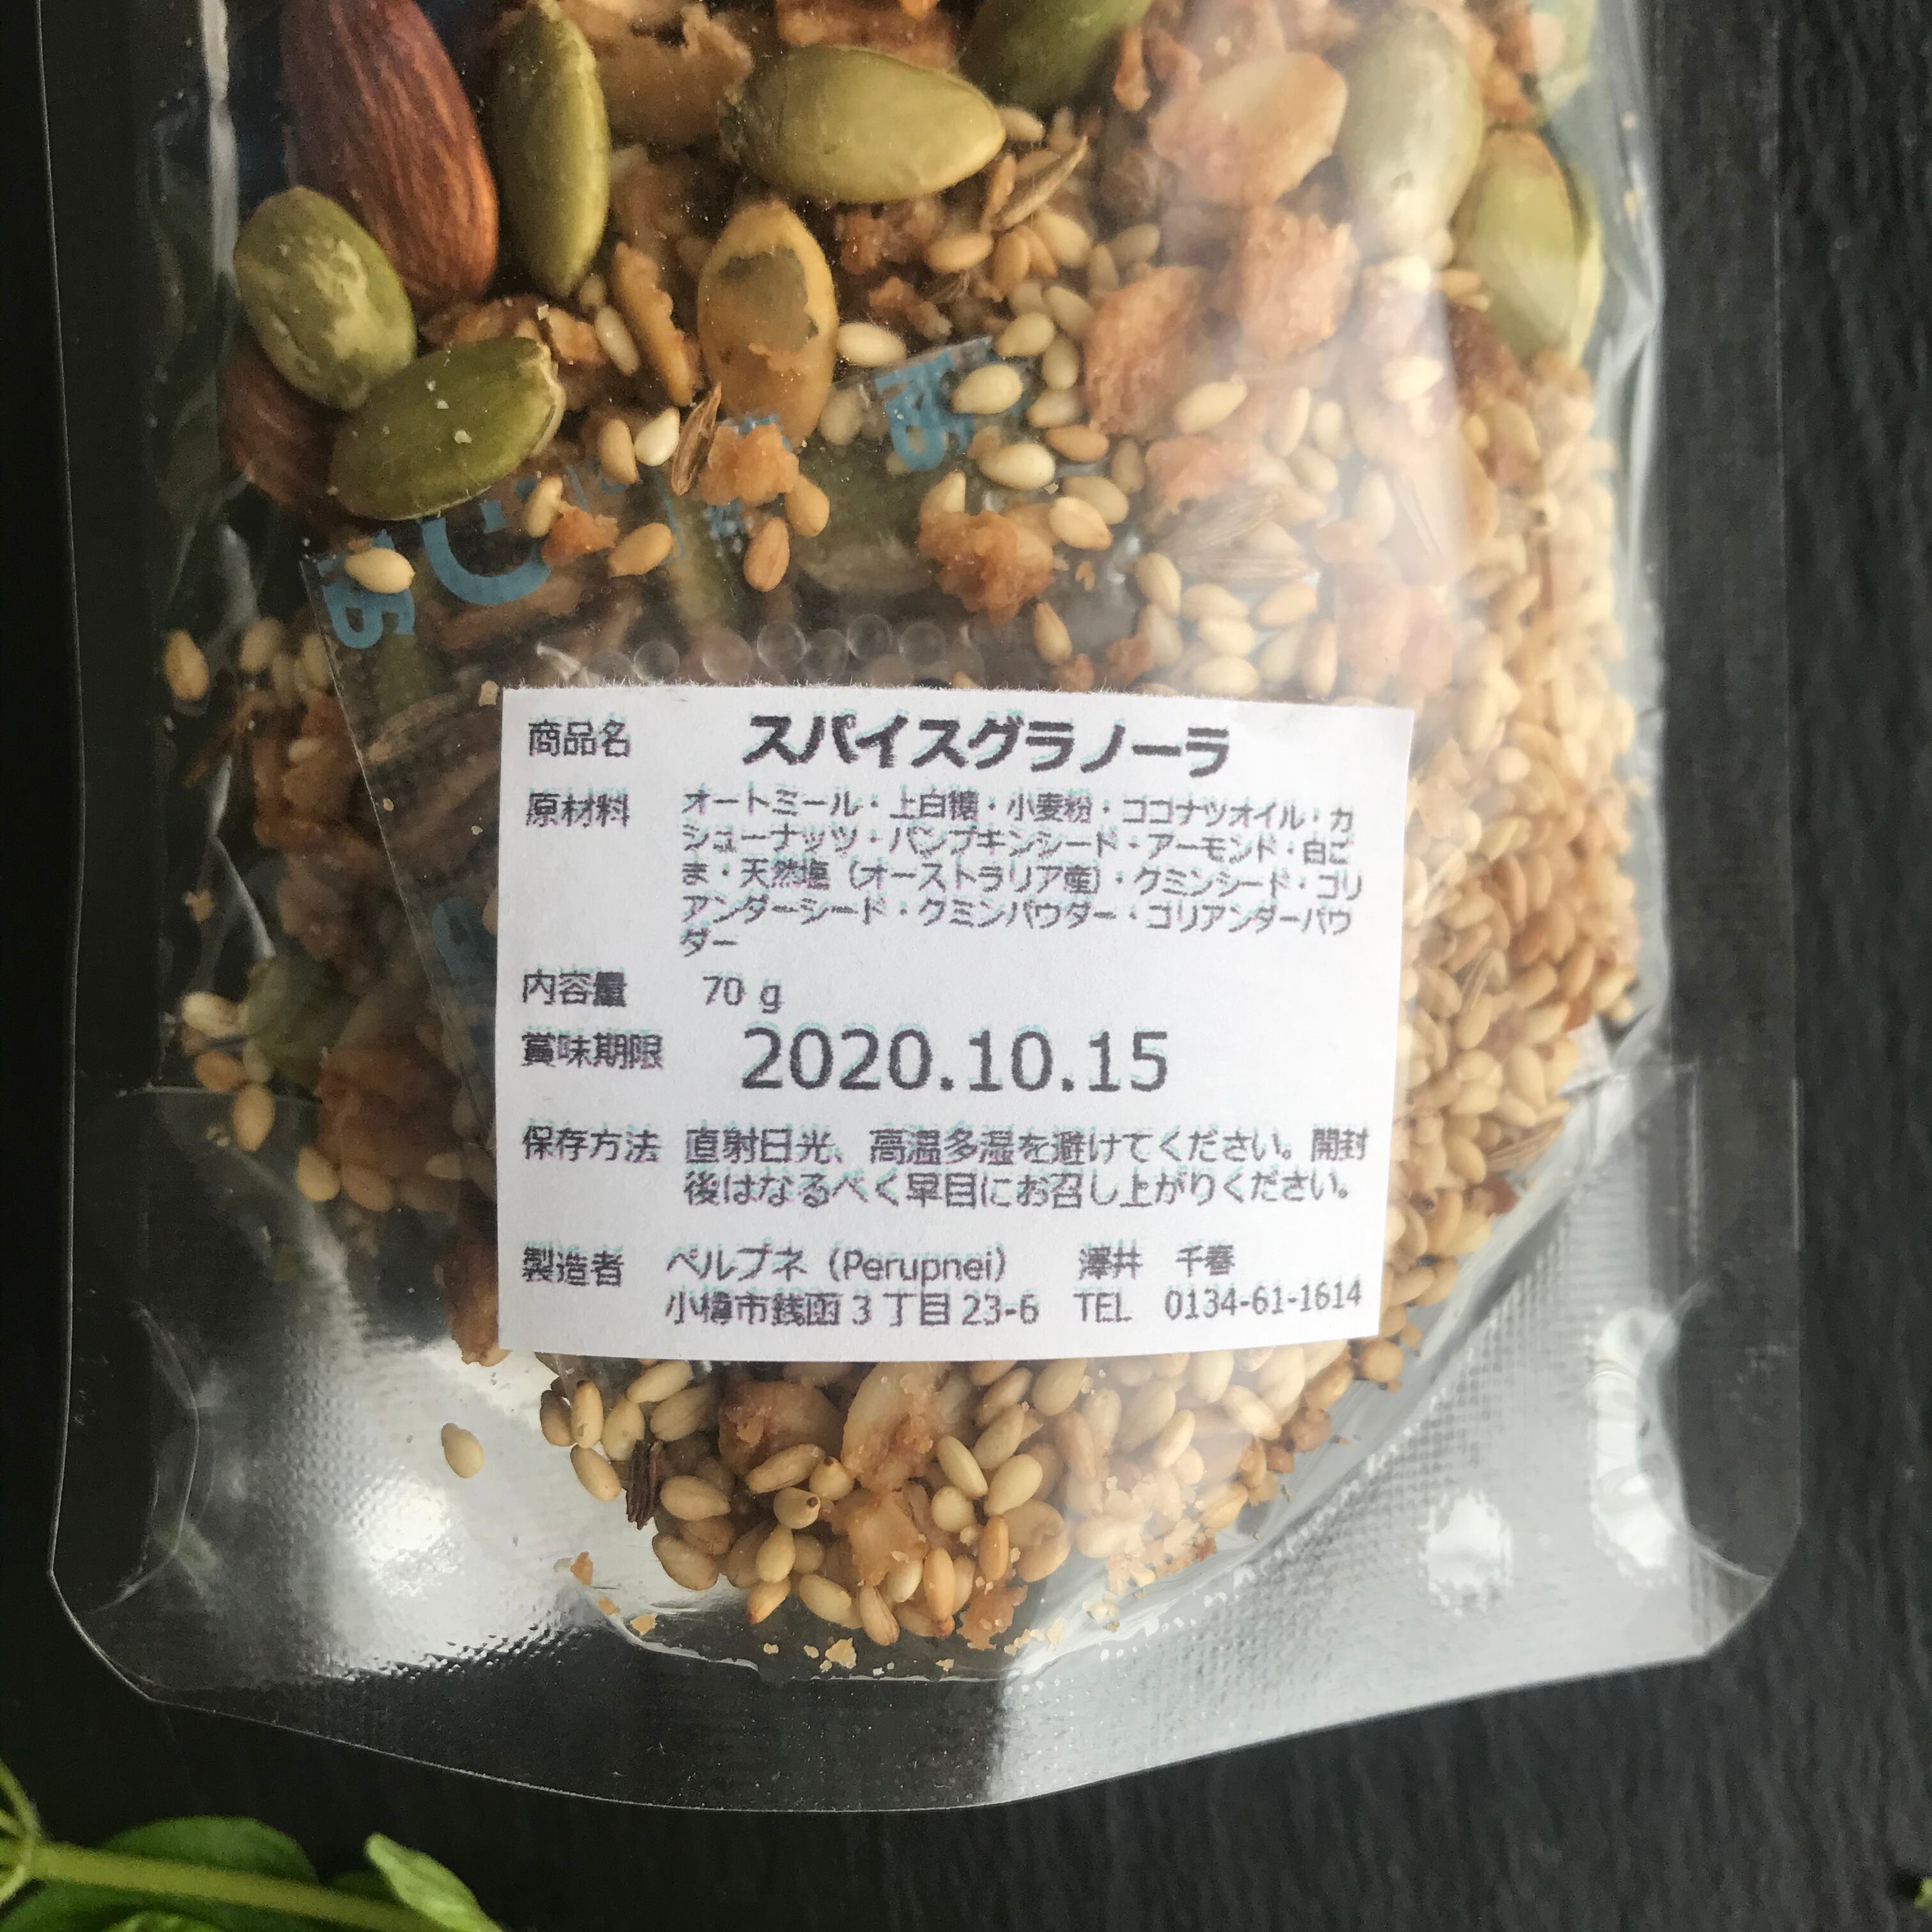 商品名 スパイスグラノーラ
原材料 オートミール・上白糖・小麦粉・ココナツオイル・カ
シューナッツ・パンプキンシード・アーモンド・白ご
ま・天然塩（オーストラリア産）・クミンシード・コリ
アンダーシード・クミンパウダー・コリアンダーパウ
ダー
内容量 70 g
賞味期限 2020.10.15
保存方法 直射日光、高温多湿を避けてください。開封
後はなるべく早目にお召し上がりください。
製造者 ペルプネ（Perupnei） 澤井 千春
小樽市銭函3丁目23-6 TEL 0134-61-1614